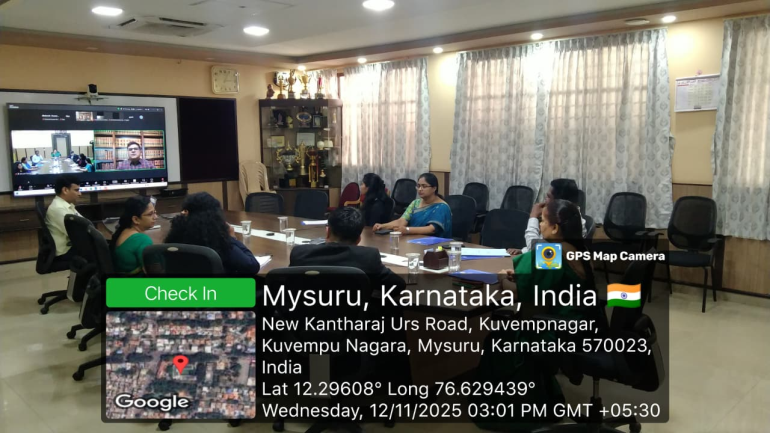 GPS Map Camera
Check In
Mysuru, Karnataka, India
New Kantharaj Urs Road, Kuvempnagar,
Kuvempu Nagara, Mysuru, Karnataka 570023,
India
Lat 12.29608° Long 76.629439°
Wednesday, 12/11/2025 03:01 PM GMT +05:30
Google